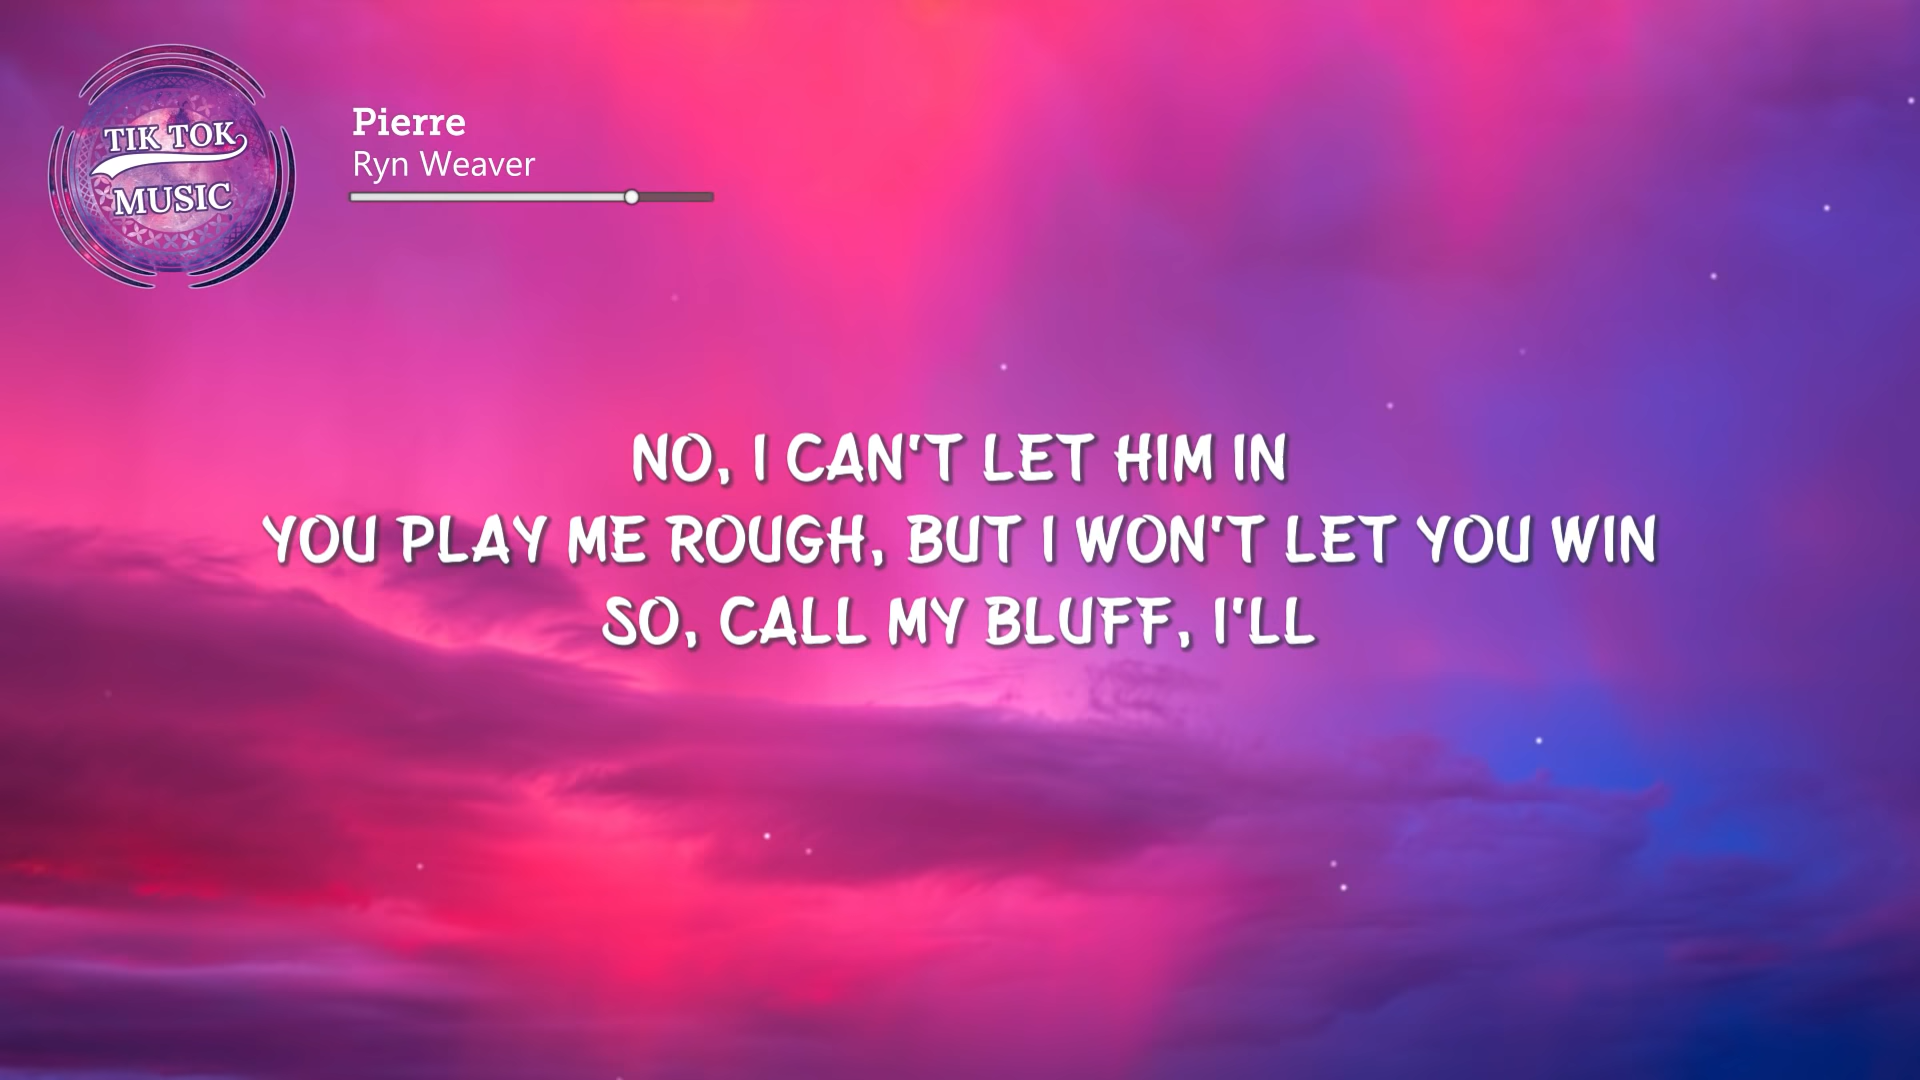 TIK TOK
MUSIC
Pierre
Ryn Weaver
NO, I CAN'T LET HIM IN
YOU PLAY ME ROUGH, BUT I WON'T LET YOU WIN
SO, CALL MY BLUFF, I'LL